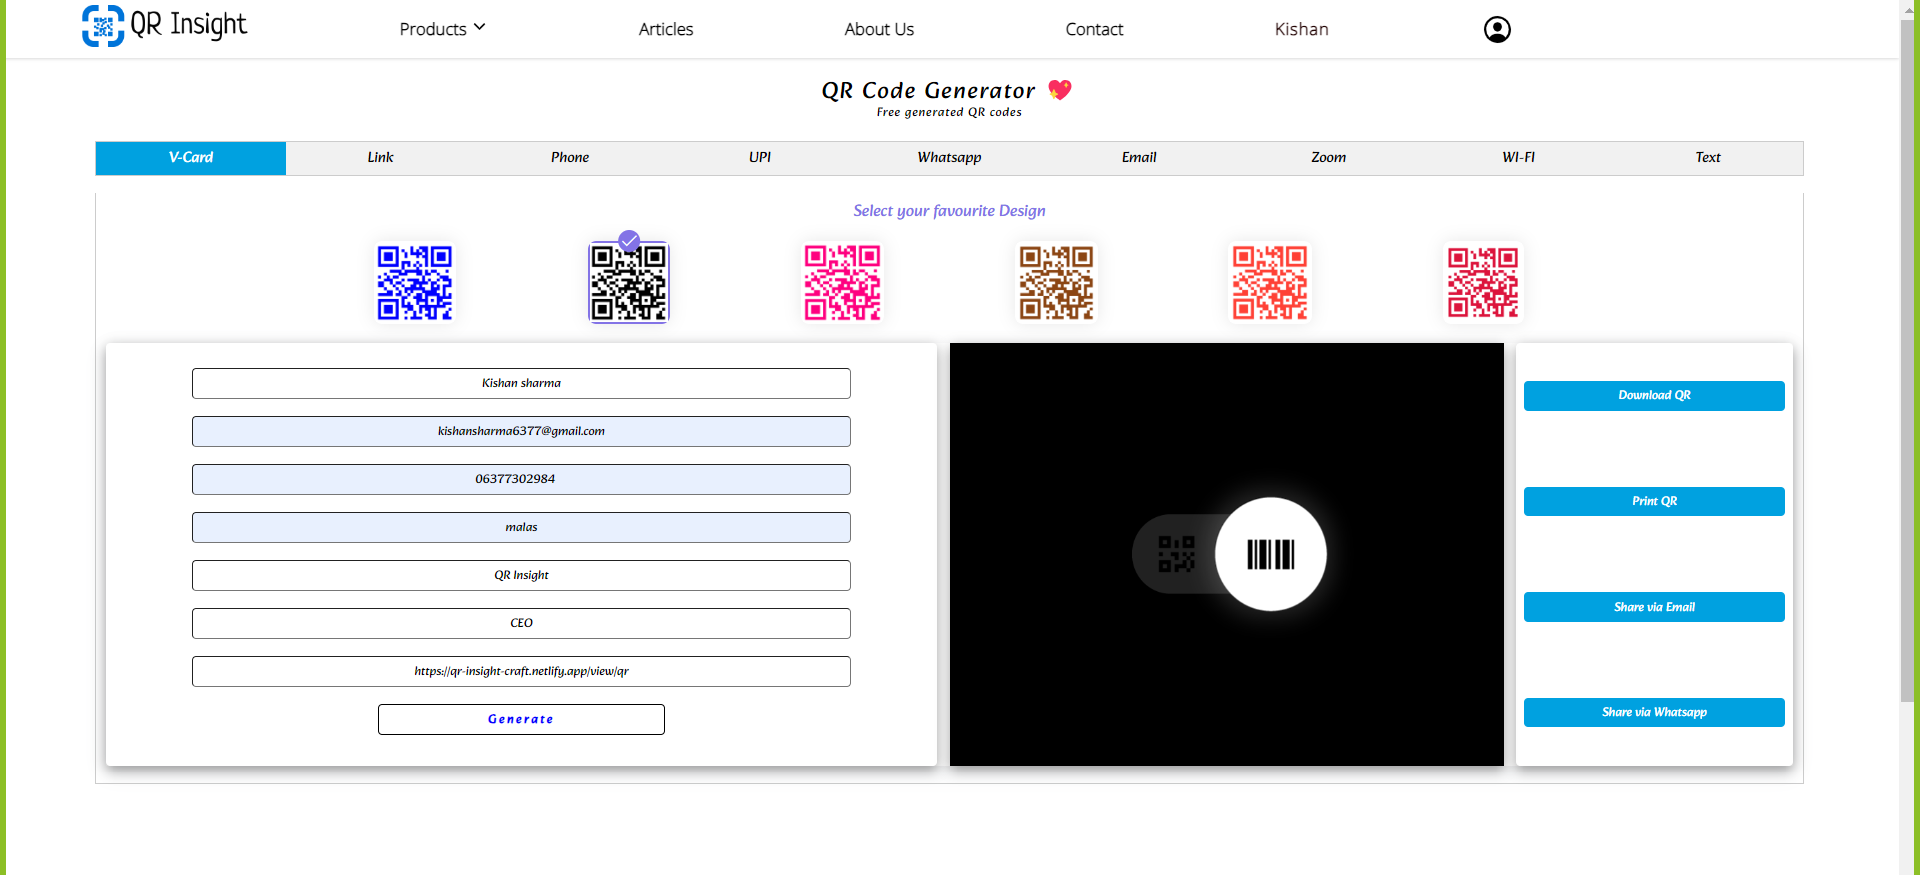 QR Insight
Products Articles About Us Contact Kishan
QR Code Generator 💖
Free generated QR codes
V-Card Link Phone UPI Whatsapp Email Zoom WI-FI Text
Select your favourite Design
Kishan sharma
kishansharma6377@gmail.com
06377302984
malas
QR Insight
CEO
https://qr-insight-craft.netlify.app/view/qr
Generate
Download QR
Print QR
Share via Email
Share via Whatsapp